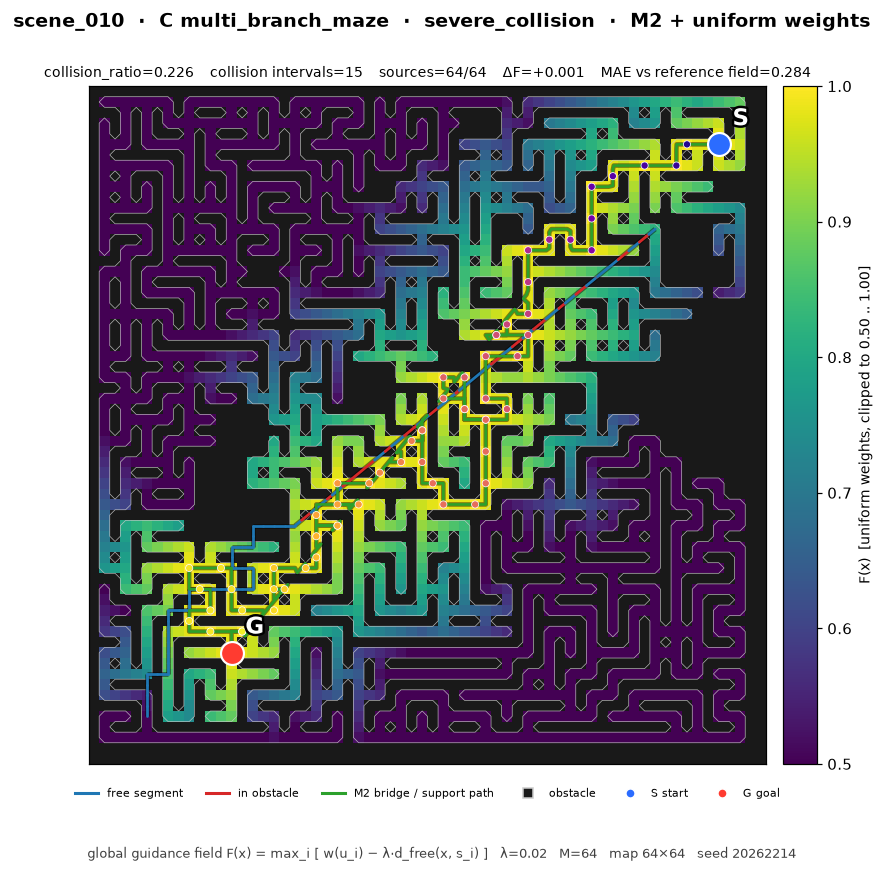 scene_010 · C multi_branch_maze · severe_collision · M2 + uniform weights
collision_ratio=0.226 collision intervals=15 sources=64/64 ΔF=+0.001 MAE vs reference field=0.284
S
G
1.0
0.9
0.8
0.7
0.6
0.5
F(x) [uniform weights, clipped to 0.50 .. 1.00]
free segment in obstacle M2 bridge / support path obstacle S start G goal
global guidance field F(x) = max_i [ w(u_i) − λ·d_free(x, s_i) ] λ=0.02 M=64 map 64×64 seed 20262214